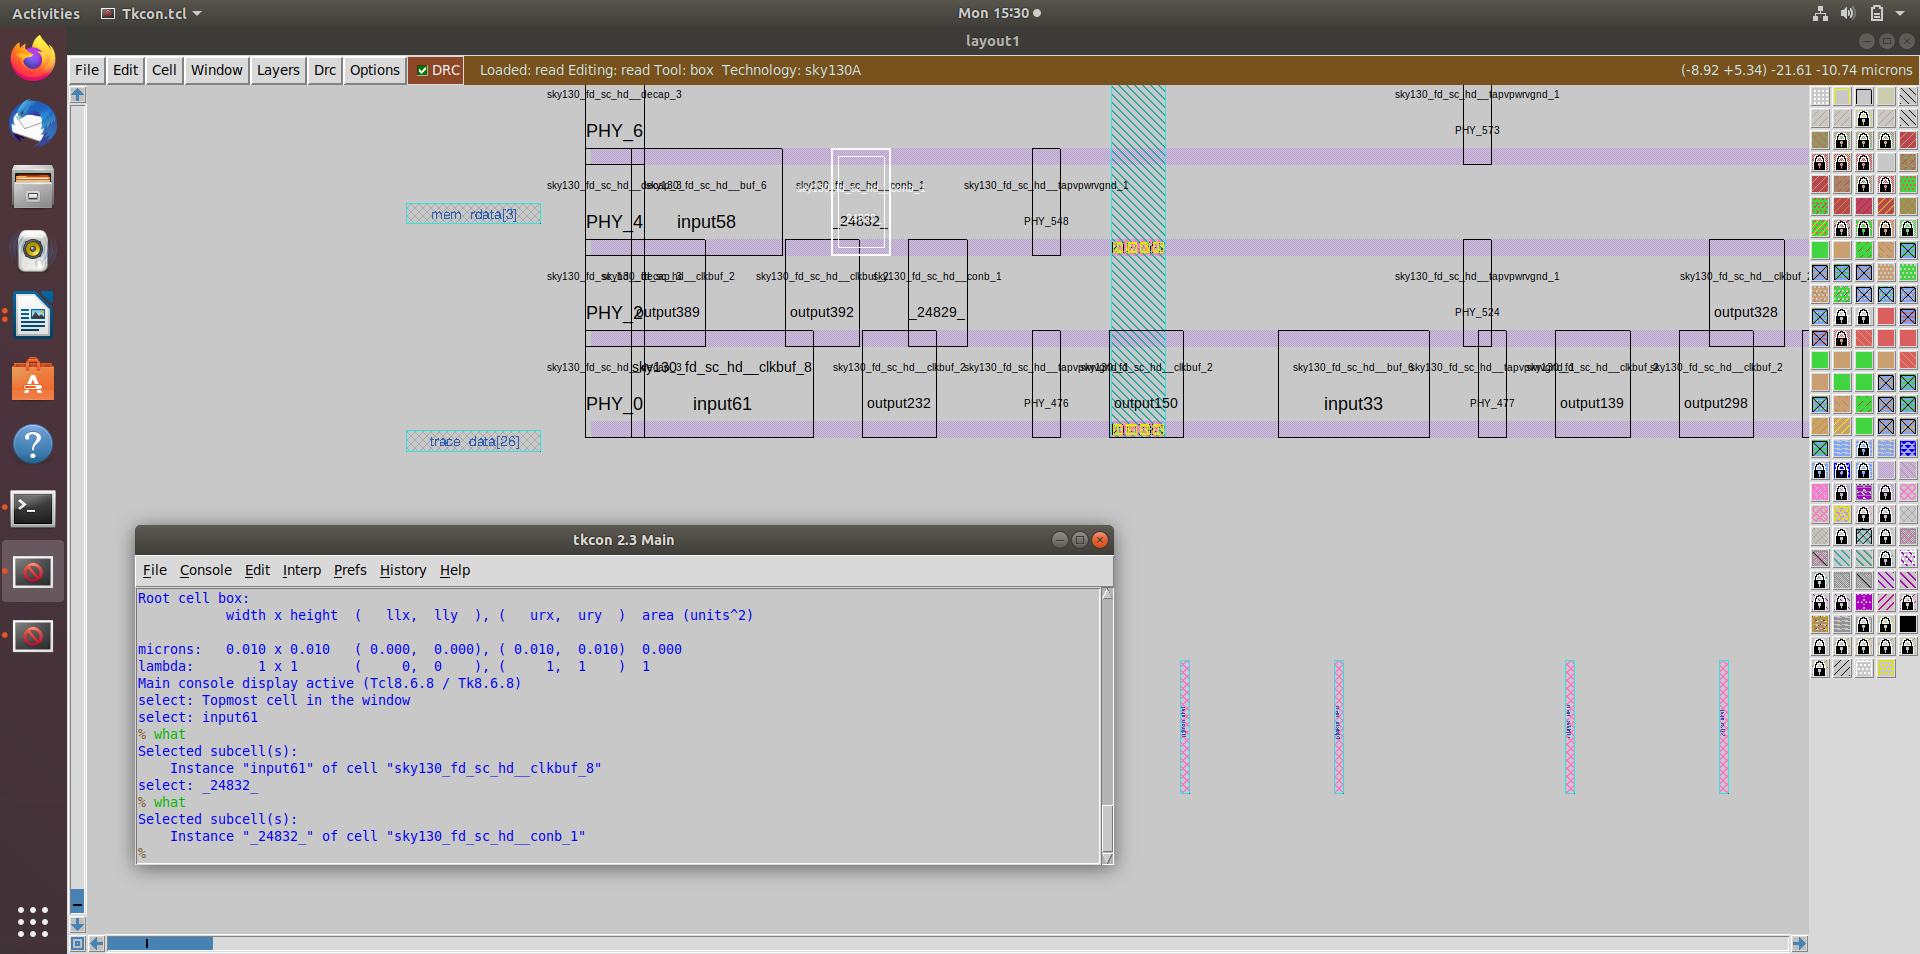 Activities Tkcon.tcl Mon 15:30
layout1
File Edit Cell Window Layers Drc Options DRC Loaded: read Editing: read Tool: box Technology: sky130A (-8.92 +5.34) -21.61 -10.74 microns
sky130_fd_sc_hd__decap_3 sky130_fd_sc_hd__tapvpwrvgnd_1
PHY_6 PHY_573
sky130_fd_sc_hd__decap_3 sky130_fd_sc_hd__buf_6 sky130_fd_sc_hd__conb_1 sky130_fd_sc_hd__tapvpwrvgnd_1
mem_rdata[3] PHY_4 input58 _24832_ PHY_548
sky130_fd_sc_hd__decap_3 sky130_fd_sc_hd__clkbuf_2 sky130_fd_sc_hd__clkbuf_2 sky130_fd_sc_hd__conb_1 sky130_fd_sc_hd__tapvpwrvgnd_1 sky130_fd_sc_hd__clkbuf_2
PHY_2 output389 output392 _24829_ PHY_524 output328
sky130_fd_sc_hd__decap_3 sky130_fd_sc_hd__clkbuf_8 sky130_fd_sc_hd__clkbuf_2 sky130_fd_sc_hd__tapvpwrvgnd_1 sky130_fd_sc_hd__clkbuf_2 sky130_fd_sc_hd__buf_6 sky130_fd_sc_hd__tapvpwrvgnd_1 sky130_fd_sc_hd__clkbuf_2 sky130_fd_sc_hd__clkbuf_2
PHY_0 input61 output232 PHY_476 output150 input33 PHY_477 output139 output298
trace_data[26]
tkcon 2.3 Main
File Console Edit Interp Prefs History Help
Root cell box:
width x height ( llx, lly ), ( urx, ury ) area (units^2)
microns: 0.010 x 0.010 ( 0.000, 0.000), ( 0.010, 0.010) 0.000
lambda: 1 x 1 ( 0, 0 ), ( 1, 1 ) 1
Main console display active (Tcl8.6.8 / Tk8.6.8)
select: Topmost cell in the window
select: input61
% what
Selected subcell(s):
Instance "input61" of cell "sky130_fd_sc_hd__clkbuf_8"
select: _24832_
% what
Selected subcell(s):
Instance "_24832_" of cell "sky130_fd_sc_hd__conb_1"
%